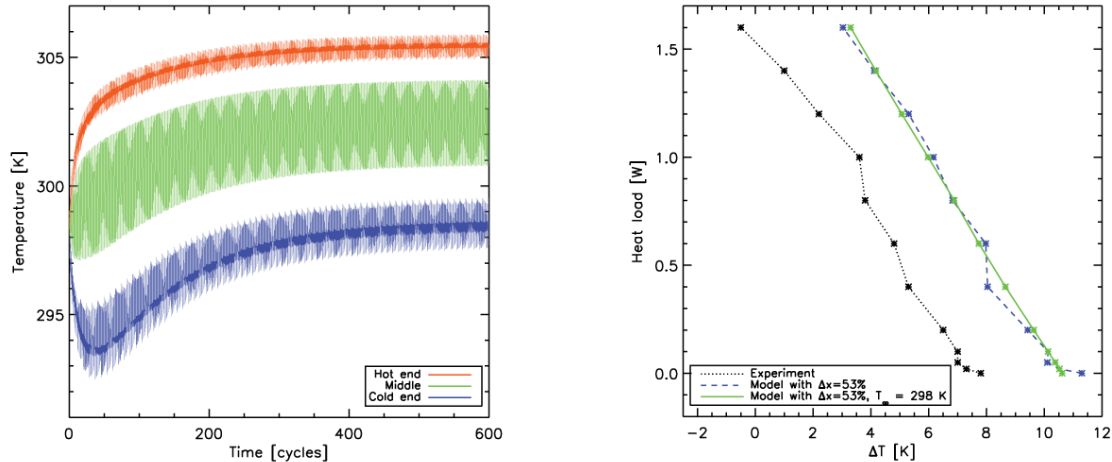 Temperature [K]
305
300
295
Hot end
Middle
Cold end
0 200 400 600
Time [cycles]
Heat load [W]
1.5
1.0
0.5
0.0
Experiment
Model with Δx=53%
Model with Δx=53%, T∞ = 298 K
-2 0 2 4 6 8 10 12
ΔT [K]